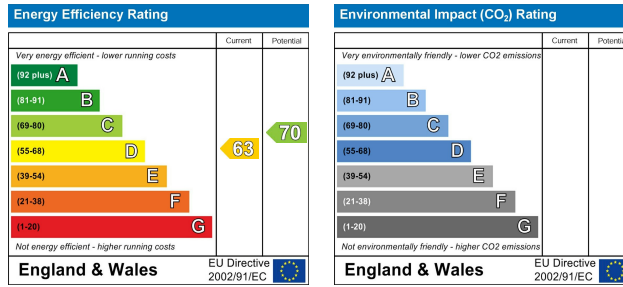 Energy Efficiency Rating
Current Potential
Very energy efficient - lower running costs
(92 plus) A
(81-91) B
(69-80) C
(55-68) D
(39-54) E
(21-38) F
(1-20) G
63
70
Not energy efficient - higher running costs
England & Wales
EU Directive
2002/91/EC
Environmental Impact (CO₂) Rating
Current Potential
Very environmentally friendly - lower CO2 emissions
(92 plus) A
(81-91) B
(69-80) C
(55-68) D
(39-54) E
(21-38) F
(1-20) G
Not environmentally friendly - higher CO2 emissions
England & Wales
EU Directive
2002/91/EC